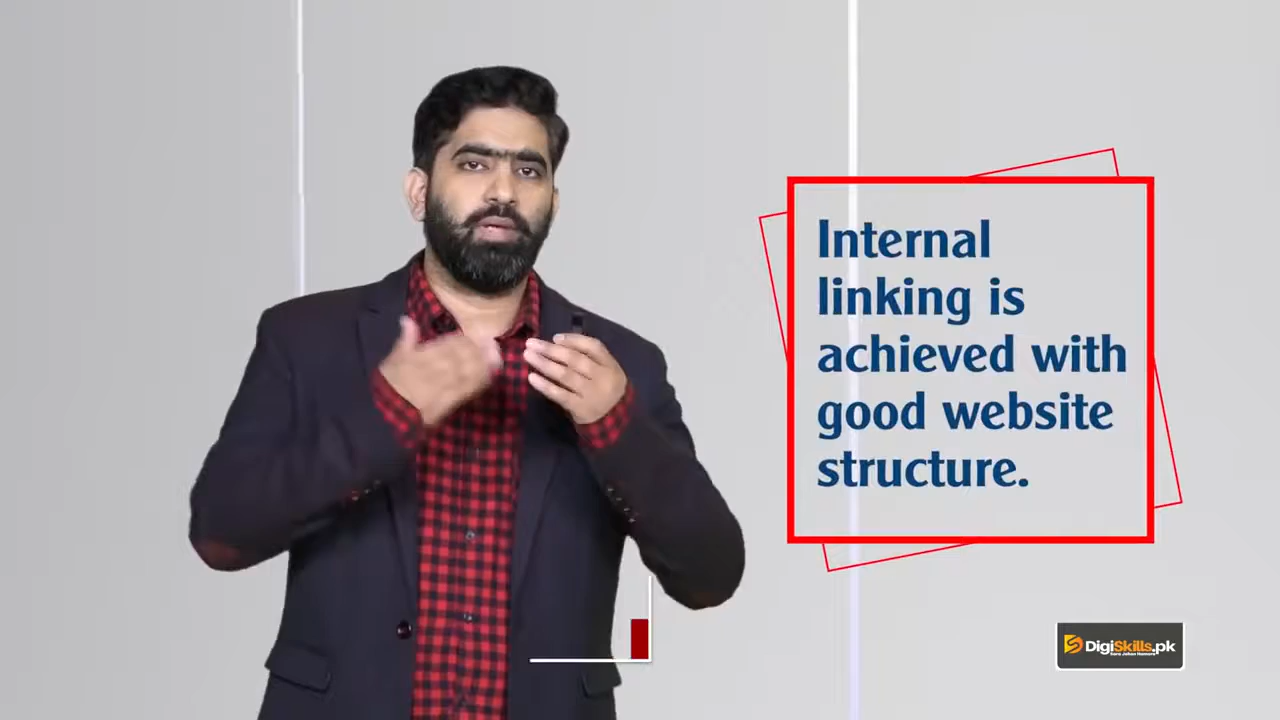 Internal
linking is
achieved with
good website
structure.
DigiSkills.pk